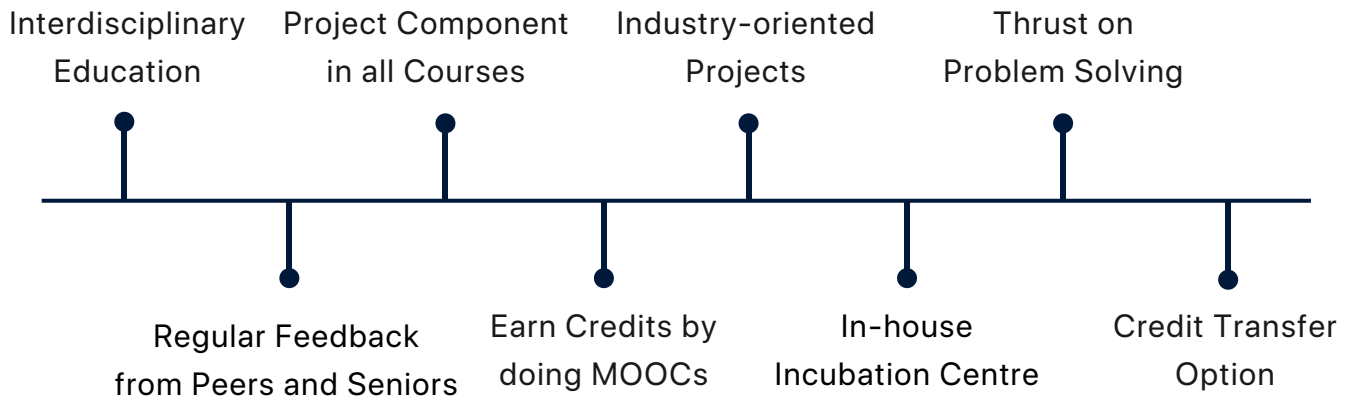 Interdisciplinary
Education
Project Component
in all Courses
Industry-oriented
Projects
Thrust on
Problem Solving
Regular Feedback
from Peers and Seniors
Earn Credits by
doing MOOCs
In-house
Incubation Centre
Credit Transfer
Option